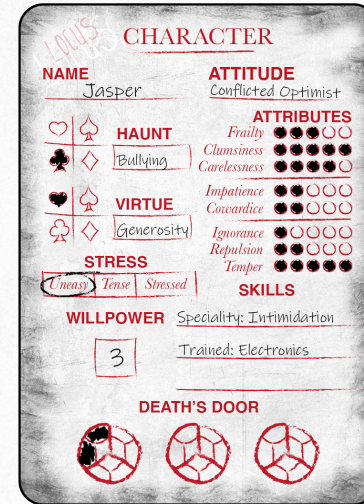 LOCUS
CHARACTER
NAME
Jasper
ATTITUDE
Conflicted Optimist
HAUNT
Bullying
VIRTUE
Generosity
STRESS
Uneasy Tense Stressed
WILLPOWER
3
ATTRIBUTES
Frailty
Clumsiness
Carelessness
Impatience
Cowardice
Ignorance
Repulsion
Temper
SKILLS
Speciality: Intimidation
Trained: Electronics
DEATH'S DOOR